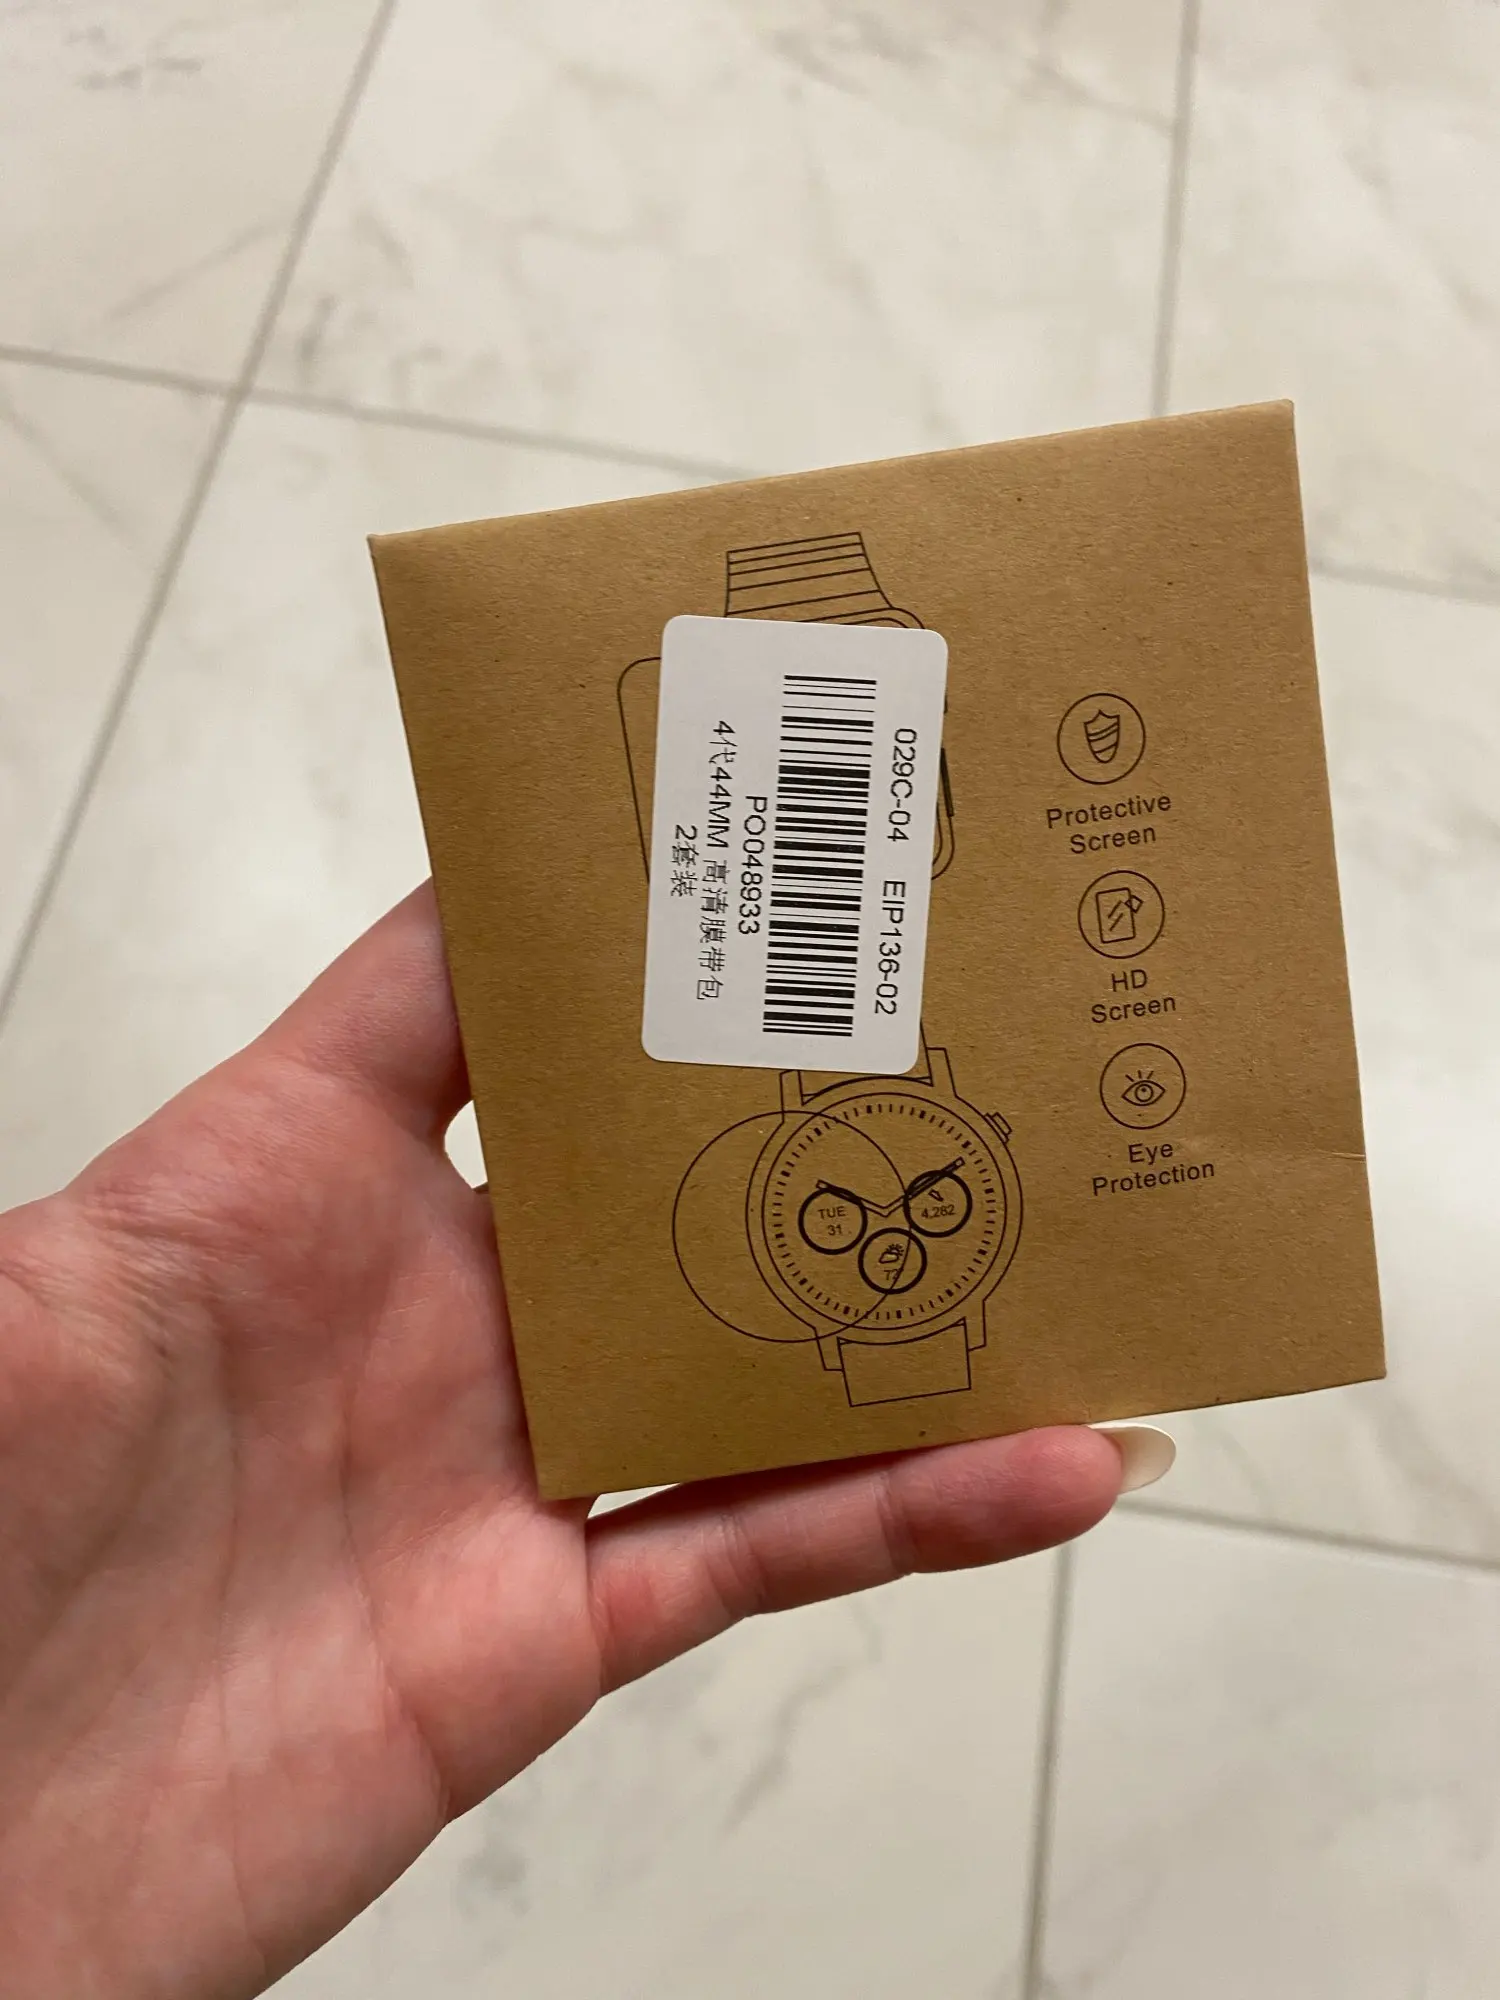 029C-04 EIP136-02
PO048933
4代44MM 高清膜带包
2套装
Protective
Screen
HD
Screen
Eye
Protection
TUE
31
4,282
72